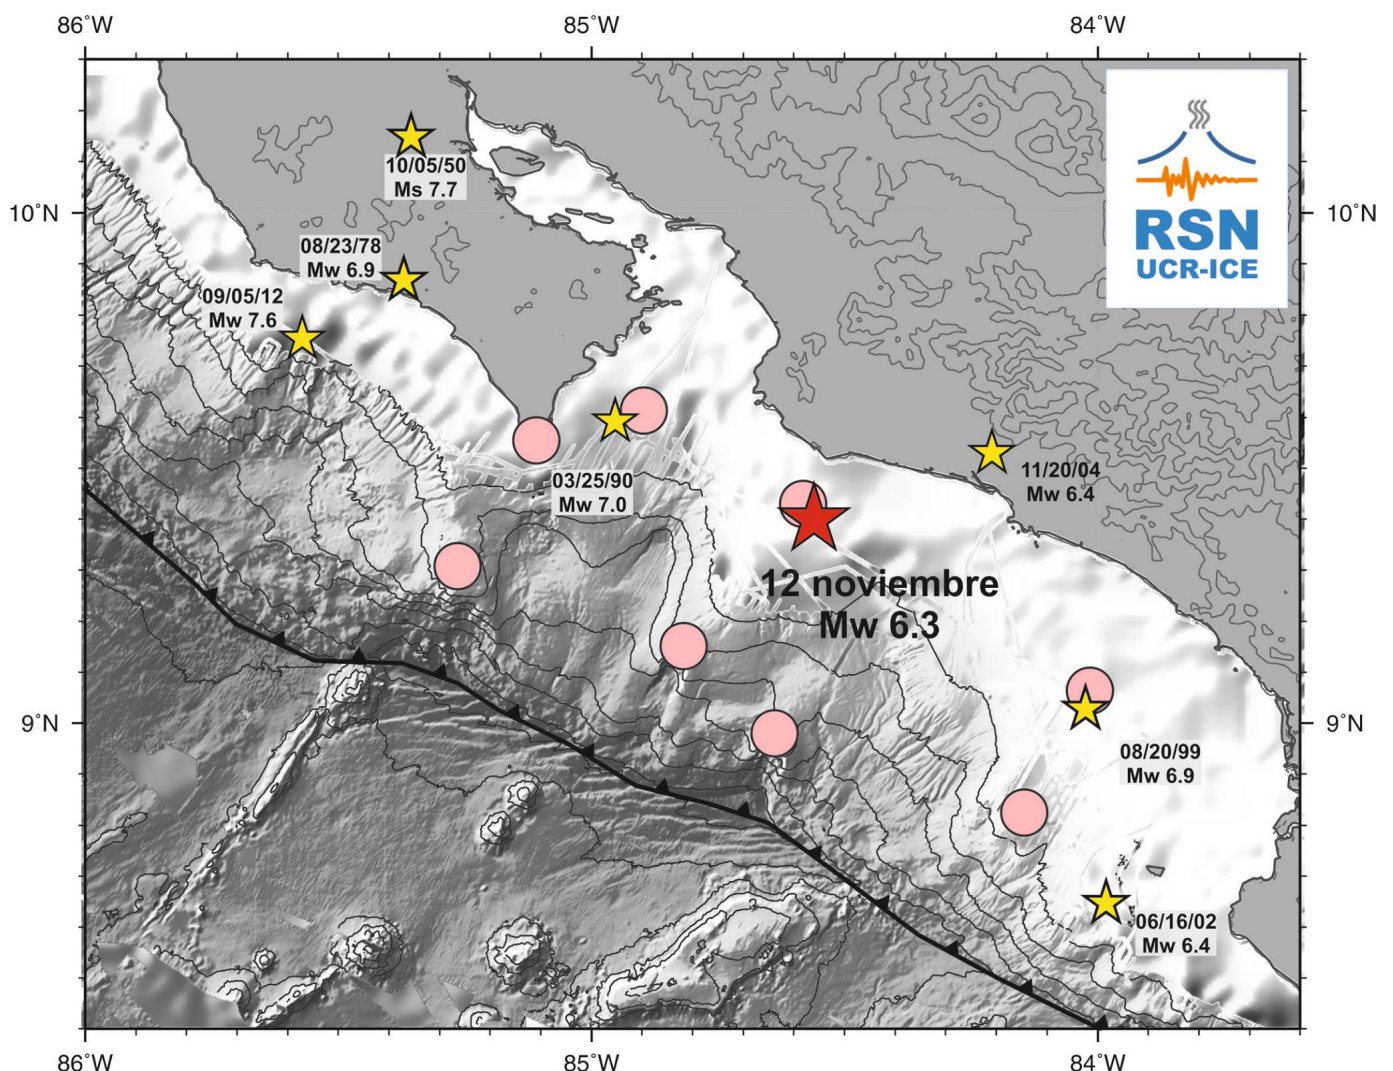 86°W
85°W
84°W
10°N
10°N
9°N
9°N
86°W
85°W
84°W
10/05/50
Ms 7.7
08/23/78
Mw 6.9
09/05/12
Mw 7.6
03/25/90
Mw 7.0
11/20/04
Mw 6.4
12 noviembre
Mw 6.3
08/20/99
Mw 6.9
06/16/02
Mw 6.4
RSN
UCR-ICE